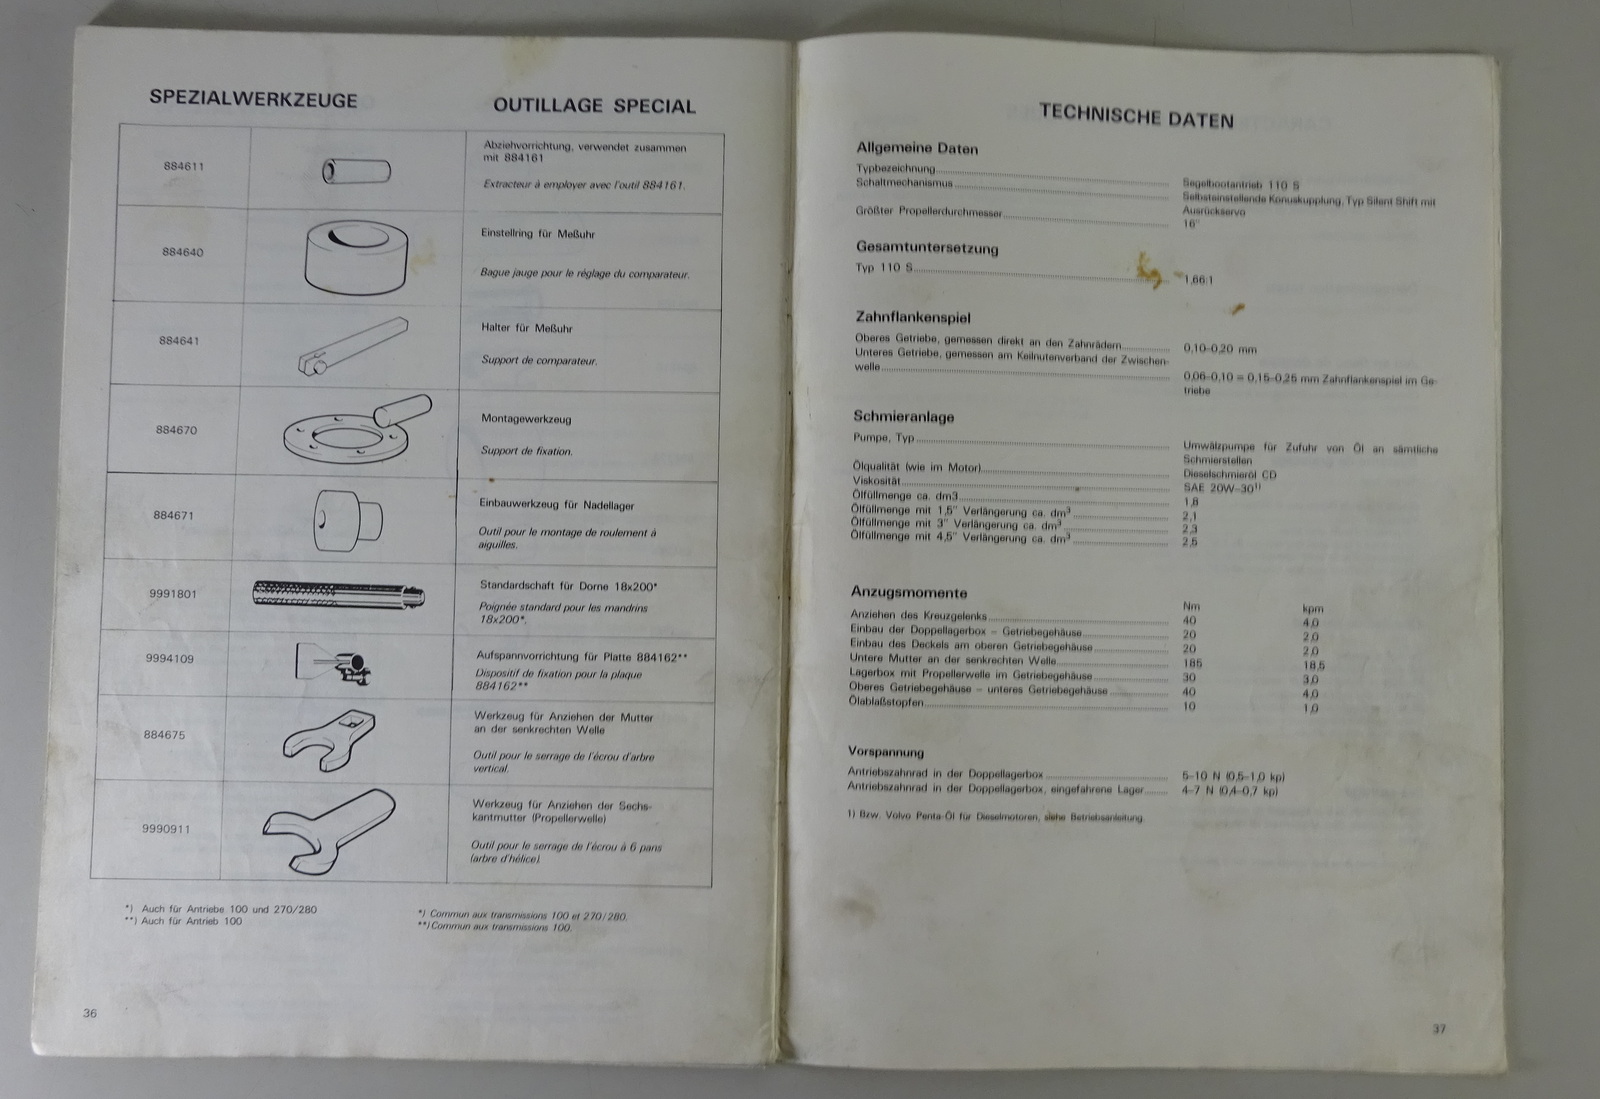 SPEZIALWERKZEUGE
OUTILLAGE SPECIAL
884611
Abziehvorrichtung, verwendet zusammen
mit 884161
Extracteur à employer avec l'outil 884161.
884640
Einstellring für Meßuhr
Bague jauge pour le réglage du comparateur.
884641
Halter für Meßuhr
Support de comparateur.
884670
Montagewerkzeug
Support de fixation.
884671
Einbauwerkzeug für Nadellager
Outil pour le montage de roulement à
aiguilles.
9991801
Standardschaft für Dorne 18x200*
Poignée standard pour les mandrins
18x200*.
9994109
Aufspannvorrichtung für Platte 884162**
Dispositif de fixation pour la plaque
884162**
884675
Werkzeug für Anziehen der Mutter
an der senkrechten Welle
Outil pour le serrage de l'écrou d'arbre
vertical.
9990911
Werkzeug für Anziehen der Sechs-
kantmutter (Propellerwelle)
Outil pour le serrage de l'écrou à 6 pans
(arbre d'hélice).
*) Auch für Antriebe 100 und 270/280
**) Auch für Antrieb 100
*) Commun aux transmissions 100 et 270/280.
**) Commun aux transmissions 100.
36
TECHNISCHE DATEN
Allgemeine Daten
Typbezeichnung
Segelbootantrieb 110 S
Schaltmechanismus
Selbsteinstellende Konuskupplung, Typ Silent Shift mit
Ausrückservo
Größter Propellerdurchmesser
16"
Gesamtuntersetzung
Typ 110 S
1,66:1
Zahnflankenspiel
Oberes Getriebe, gemessen direkt an den Zahnrädern
0,10–0,20 mm
Unteres Getriebe, gemessen am Keilnutenverband der Zwischen-
welle
0,06–0,10 = 0,15–0,25 mm Zahnflankenspiel im Ge-
triebe
Schmieranlage
Pumpe, Typ
Umwälzpumpe für Zufuhr von Öl an sämtliche
Schmierstellen
Ölqualität (wie im Motor)
Dieselschmieröl CD
Viskosität
SAE 20W–30¹⁾
Ölfüllmenge ca. dm3
1,8
Ölfüllmenge mit 1,5" Verlängerung ca. dm³
2,1
Ölfüllmenge mit 3" Verlängerung ca. dm³
2,3
Ölfüllmenge mit 4,5" Verlängerung ca. dm³
2,5
Anzugsmomente
Nm kpm
Anziehen des Kreuzgelenks 40 4,0
Einbau der Doppellagerbox – Getriebegehäuse 20 2,0
Einbau des Deckels am oberen Getriebegehäuse 20 2,0
Untere Mutter an der senkrechten Welle 185 18,5
Lagerbox mit Propellerwelle im Getriebegehäuse 30 3,0
Oberes Getriebegehäuse – unteres Getriebegehäuse 40 4,0
Ölablaßstopfen 10 1,0
Vorspannung
Antriebszahnrad in der Doppellagerbox 5–10 N (0,5–1,0 kp)
Antriebszahnrad in der Doppellagerbox, eingefahrene Lager 4–7 N (0,4–0,7 kp)
1) Bzw. Volvo Penta-Öl für Dieselmotoren, siehe Betriebsanleitung.
37